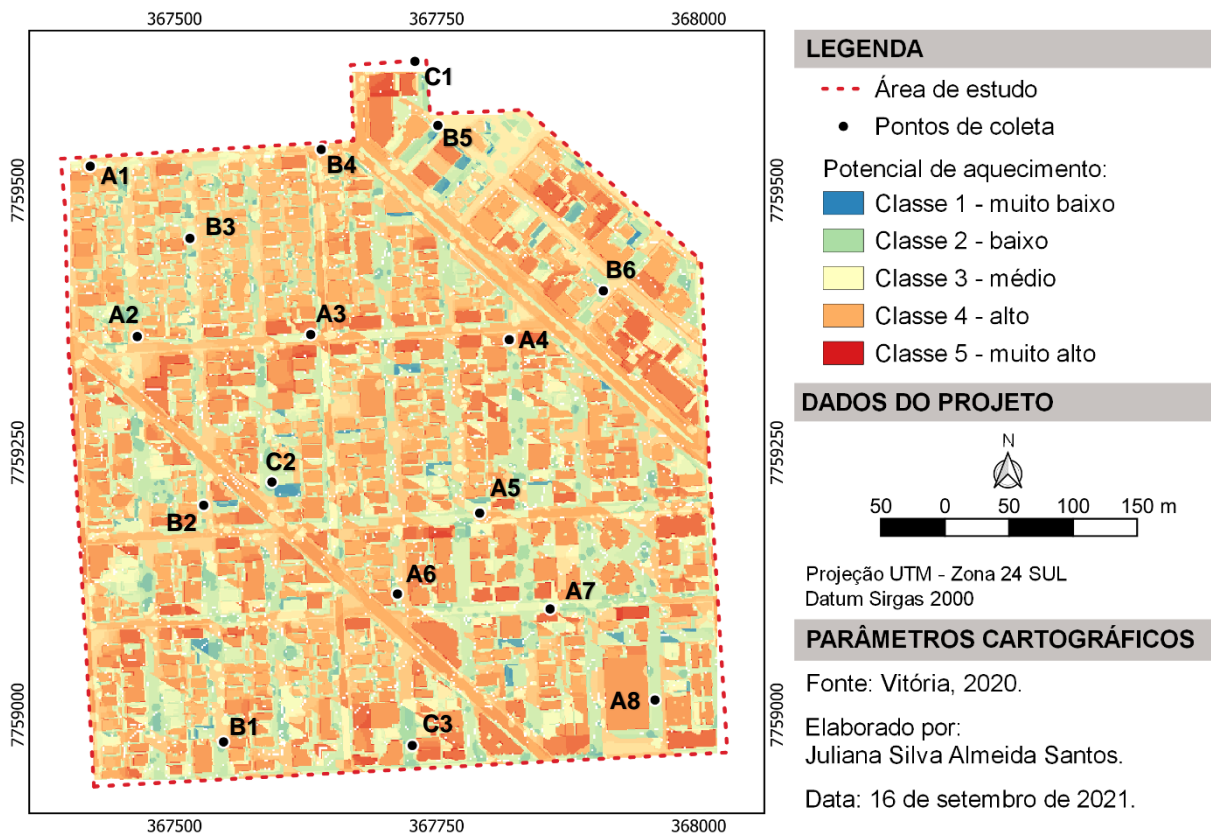 367500 367750 368000
7759500 7759500
7759250 7759250
7759000 7759000
C1
B5
B4
A1
B3
B6
A2
A3
A4
C2
A5
B2
A6
A7
A8
B1
C3
367500 367750 368000
LEGENDA
Área de estudo
Pontos de coleta
Potencial de aquecimento:
Classe 1 - muito baixo
Classe 2 - baixo
Classe 3 - médio
Classe 4 - alto
Classe 5 - muito alto
DADOS DO PROJETO
N
50 0 50 100 150 m
Projeção UTM - Zona 24 SUL
Datum Sirgas 2000
PARÂMETROS CARTOGRÁFICOS
Fonte: Vitória, 2020.
Elaborado por:
Juliana Silva Almeida Santos.
Data: 16 de setembro de 2021.